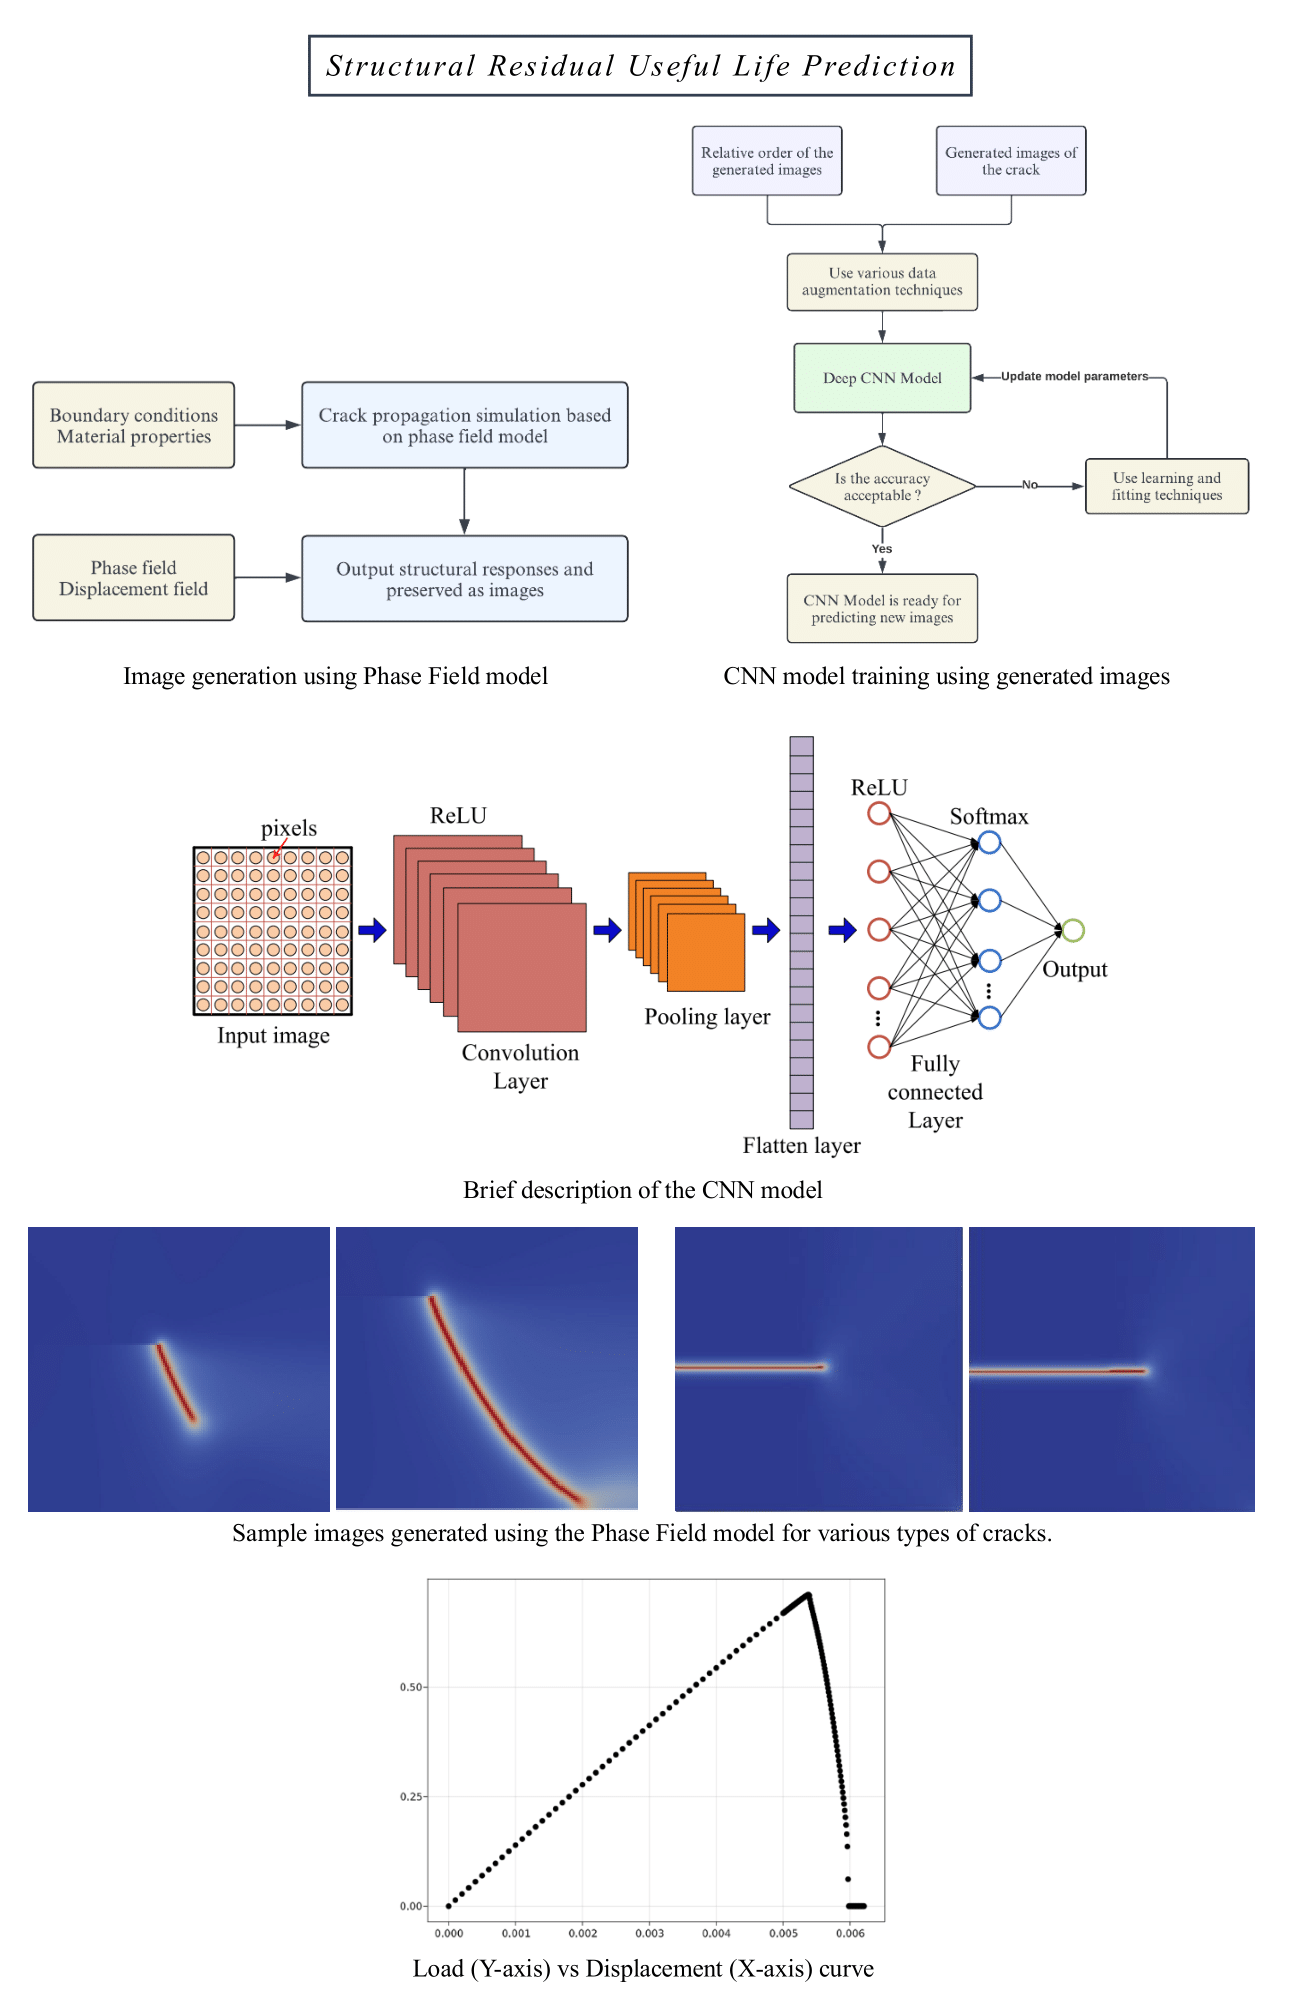 Structural Residual Useful Life Prediction
Relative order of the
generated images
Generated images of
the crack
Use various data
augmentation techniques
Deep CNN Model
Update model parameters
Is the accuracy
acceptable ?
No
Use learning and
fitting techniques
Yes
CNN Model is ready for
predicting new images
Boundary conditions
Material properties
Crack propagation simulation based
on phase field model
Phase field
Displacement field
Output structural responses and
preserved as images
Image generation using Phase Field model
CNN model training using generated images
pixels
Input image
ReLU
Convolution
Layer
Pooling layer
Flatten layer
ReLU
Softmax
Fully
connected
Layer
Output
Brief description of the CNN model
Sample images generated using the Phase Field model for various types of cracks.
0.50
0.25
0.00
0.000 0.001 0.002 0.003 0.004 0.005 0.006
Load (Y-axis) vs Displacement (X-axis) curve